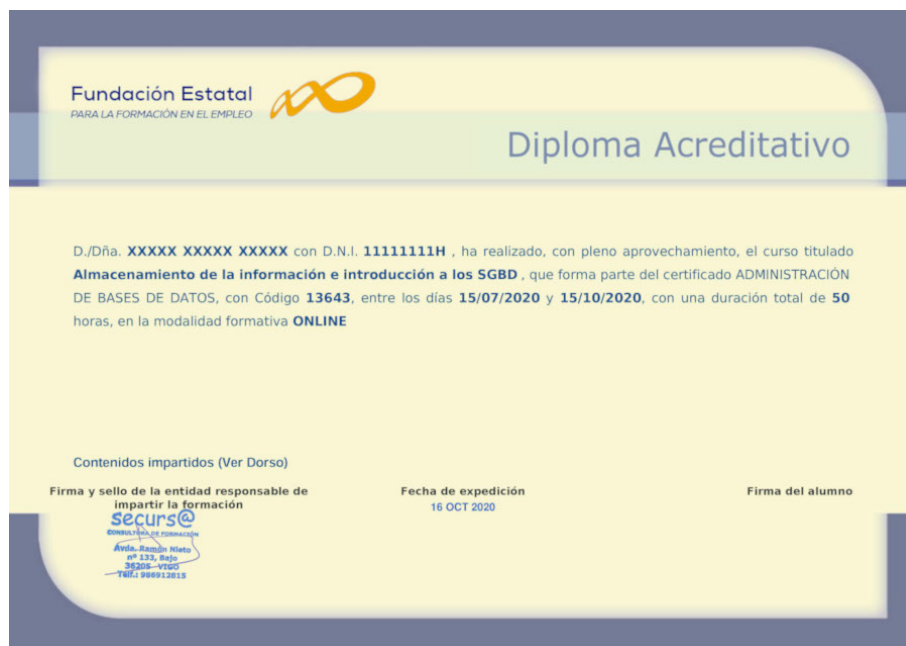 Fundación Estatal
PARA LA FORMACIÓN EN EL EMPLEO
Diploma Acreditativo
D./Dña. XXXXX XXXXX XXXXX con D.N.I. 11111111H , ha realizado, con pleno aprovechamiento, el curso titulado
Almacenamiento de la información e introducción a los SGBD , que forma parte del certificado ADMINISTRACIÓN
DE BASES DE DATOS, con Código 13643, entre los días 15/07/2020 y 15/10/2020, con una duración total de 50
horas, en la modalidad formativa ONLINE
Contenidos impartidos (Ver Dorso)
Firma y sello de la entidad responsable de
impartir la formación
securs@
CONSULTORA DE FORMACIÓN
Avda. Ramón Nieto
nº 133, Bajo
36205 -VIGO
Telf.: 986912815
Fecha de expedición
16 OCT 2020
Firma del alumno